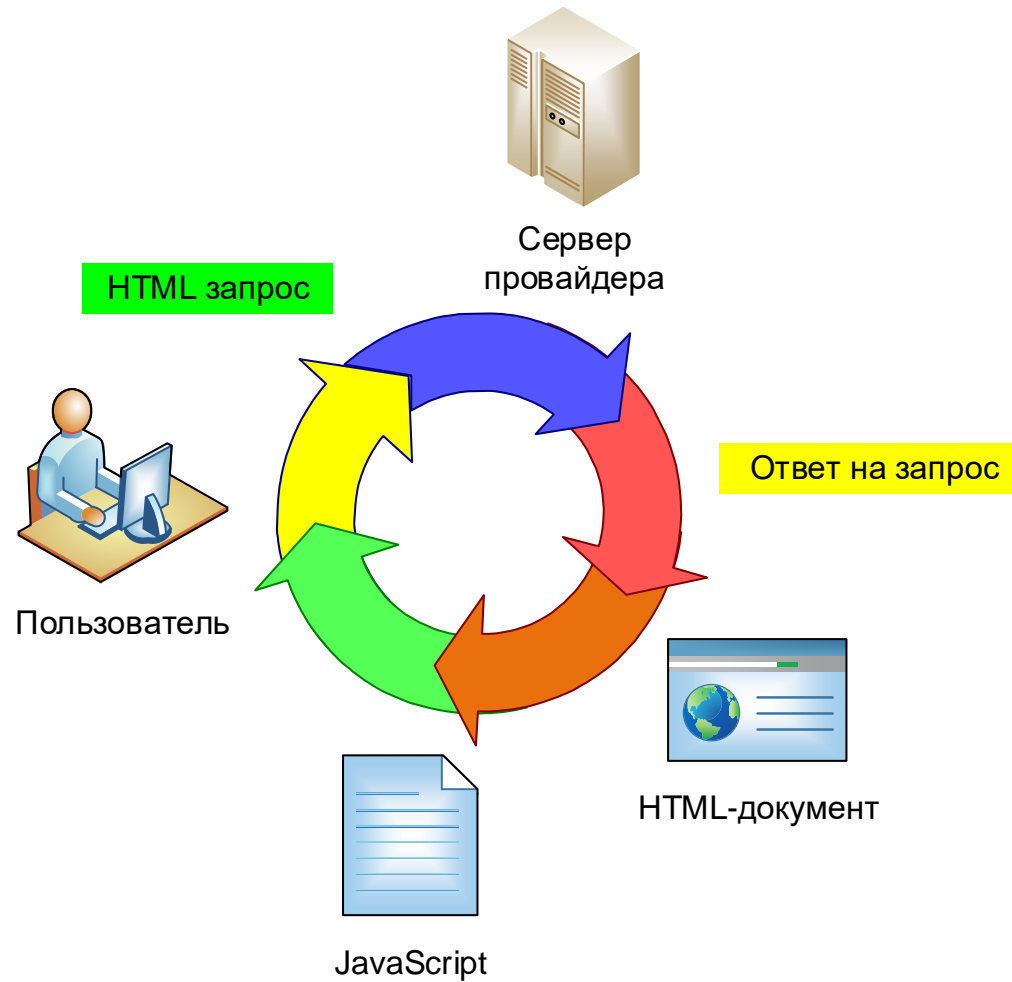 Сервер
провайдера
HTML запрос
Ответ на запрос
Пользователь
HTML-документ
JavaScript